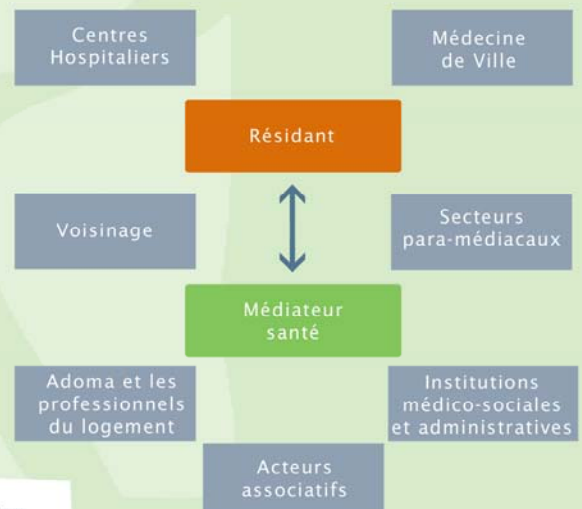 Centres
Hospitaliers
Médecine
de Ville
Résidant
Voisinage
Secteurs
para-médiacaux
Médiateur
santé
Adoma et les
professionnels
du logement
Institutions
médico-sociales
et administratives
Acteurs
associatifs